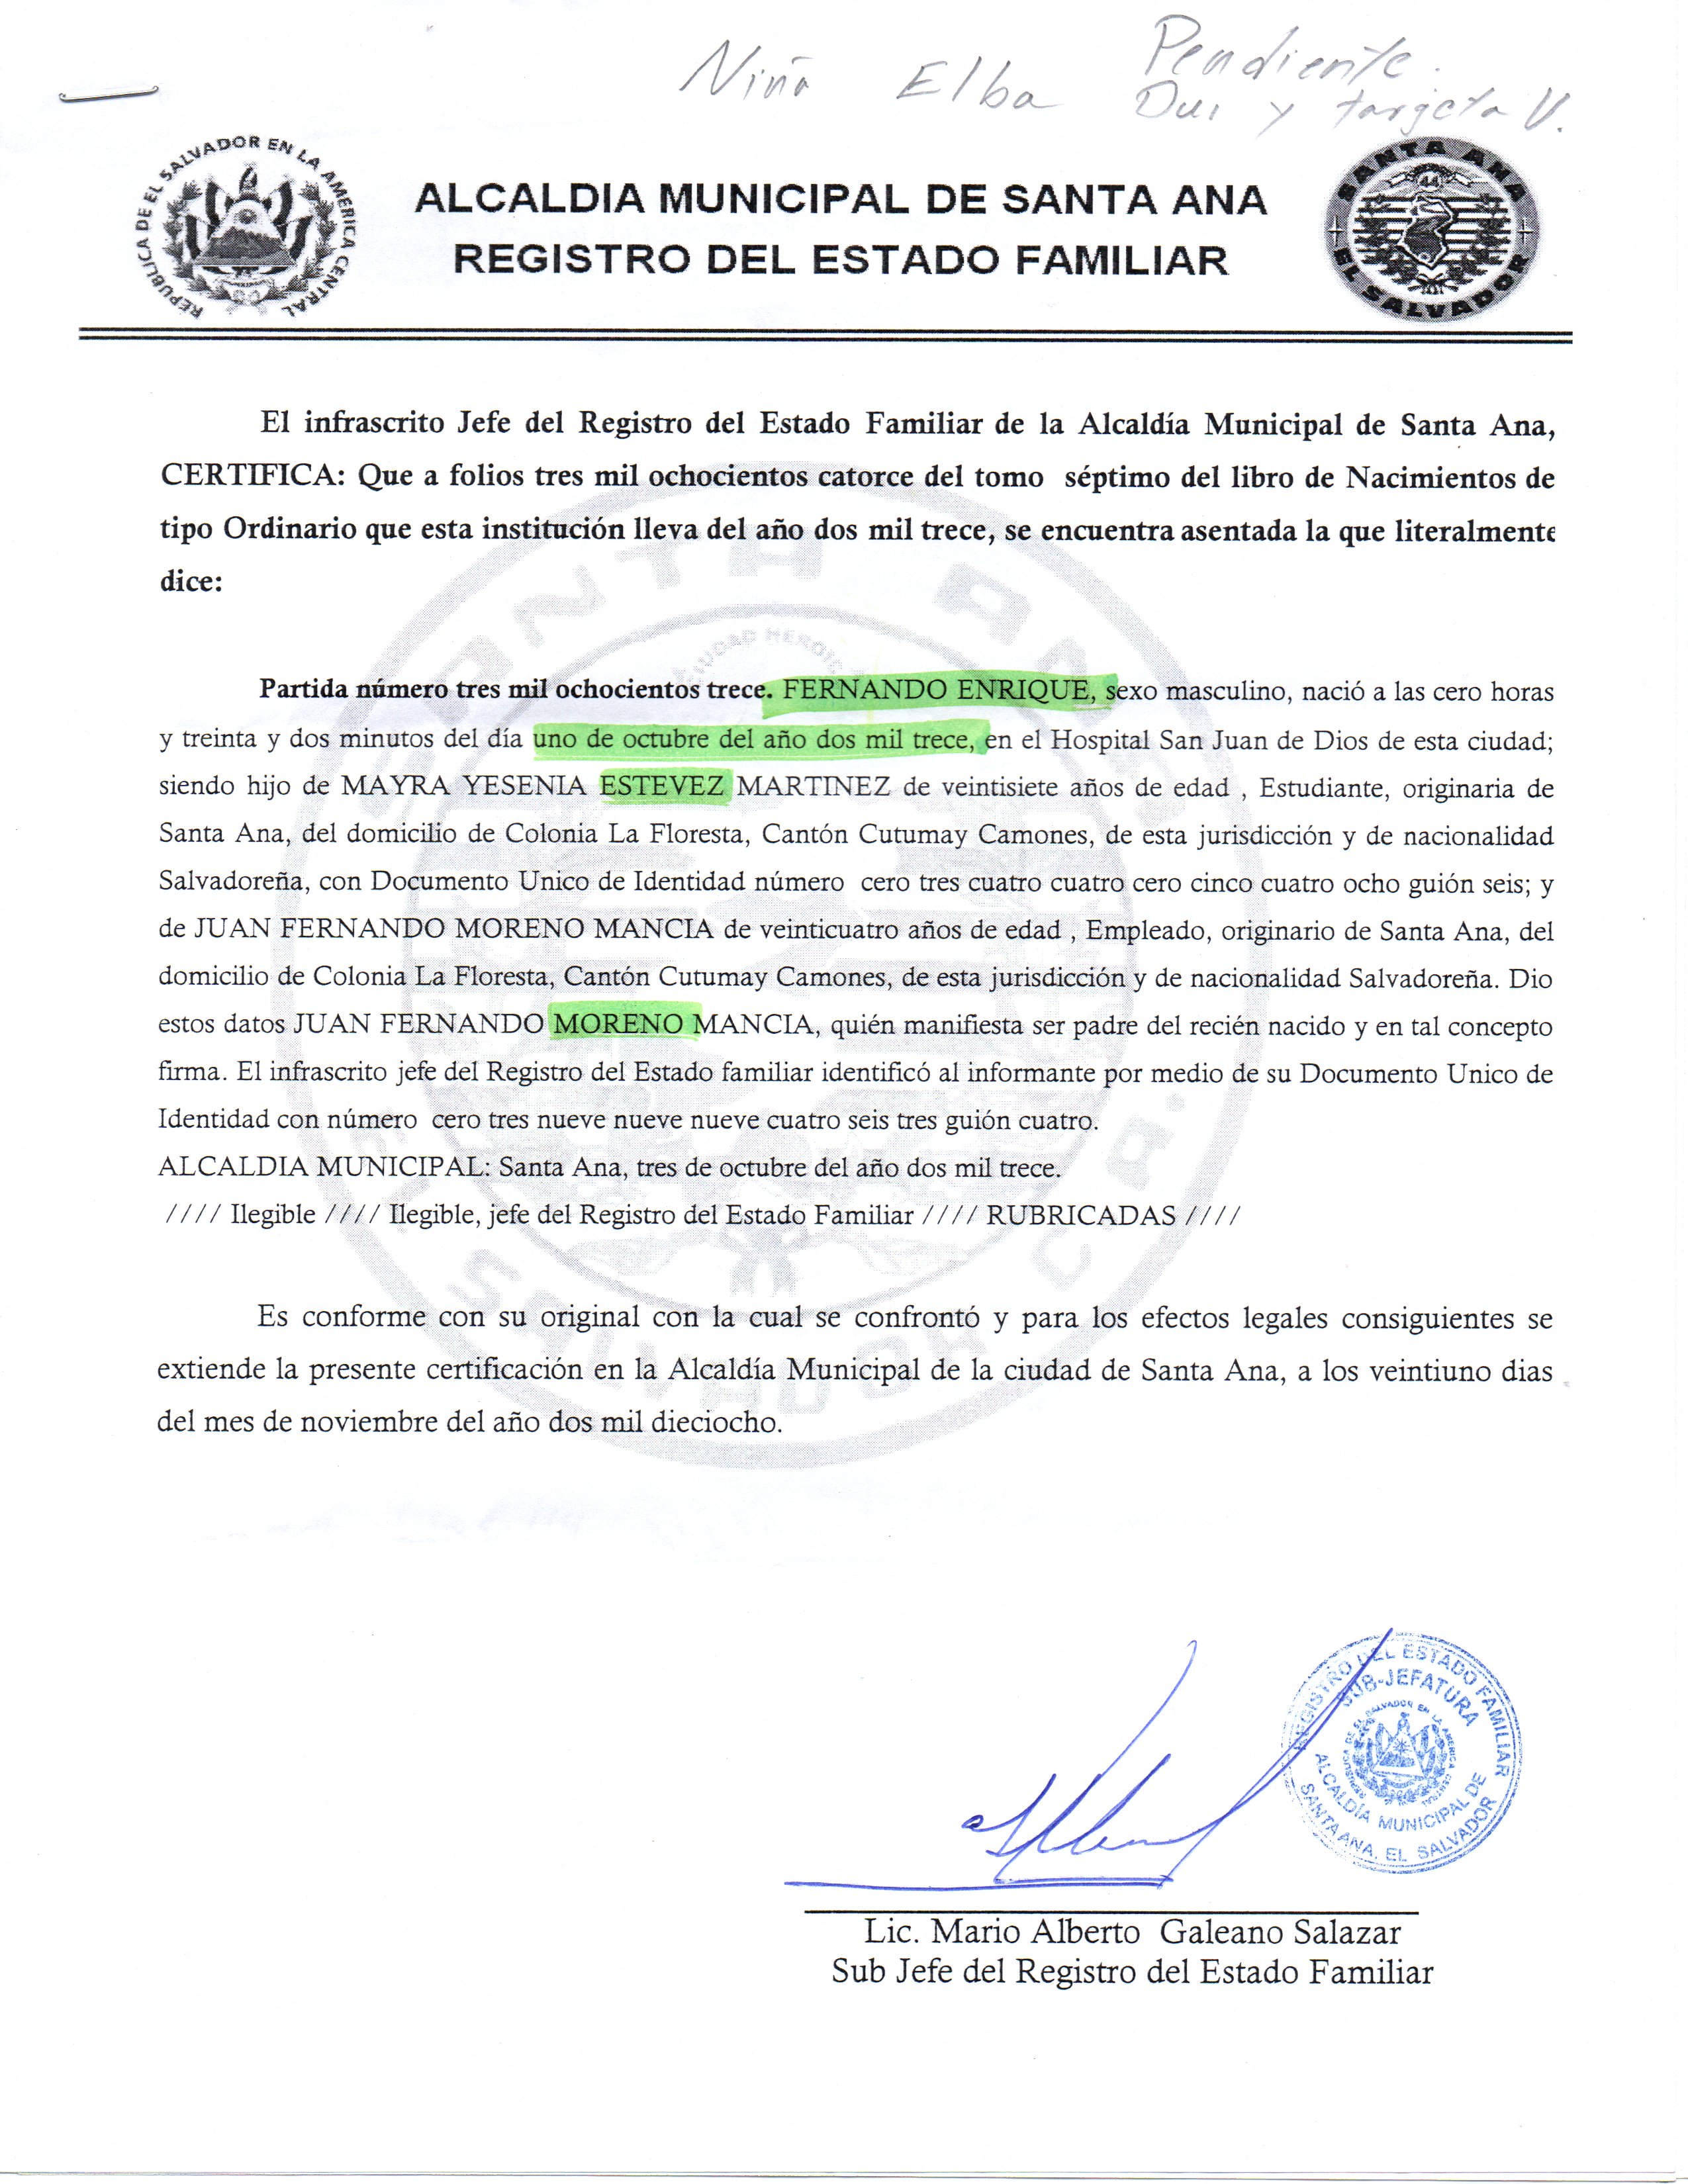 Niña Elba Pendiente.
Dui y targeta V.
REPUBLICA DE EL SALVADOR EN LA AMERICA CENTRAL
SANTA ANA
44
EL SALVADOR
ALCALDIA MUNICIPAL DE SANTA ANA
REGISTRO DEL ESTADO FAMILIAR
El infrascrito Jefe del Registro del Estado Familiar de la Alcaldía Municipal de Santa Ana,
CERTIFICA: Que a folios tres mil ochocientos catorce del tomo séptimo del libro de Nacimientos de
tipo Ordinario que esta institución lleva del año dos mil trece, se encuentra asentada la que literalmente
dice:
SANTA ANA
CIUDAD HEROIC
EL SALVADOR C.A.
Partida número tres mil ochocientos trece. FERNANDO ENRIQUE, sexo masculino, nació a las cero horas
y treinta y dos minutos del día uno de octubre del año dos mil trece, en el Hospital San Juan de Dios de esta ciudad;
siendo hijo de MAYRA YESENIA ESTEVEZ MARTINEZ de veintisiete años de edad , Estudiante, originaria de
Santa Ana, del domicilio de Colonia La Floresta, Cantón Cutumay Camones, de esta jurisdicción y de nacionalidad
Salvadoreña, con Documento Unico de Identidad número cero tres cuatro cuatro cero cinco cuatro ocho guión seis; y
de JUAN FERNANDO MORENO MANCIA de veinticuatro años de edad , Empleado, originario de Santa Ana, del
domicilio de Colonia La Floresta, Cantón Cutumay Camones, de esta jurisdicción y de nacionalidad Salvadoreña. Dio
estos datos JUAN FERNANDO MORENO MANCIA, quién manifiesta ser padre del recién nacido y en tal concepto
firma. El infrascrito jefe del Registro del Estado familiar identificó al informante por medio de su Documento Unico de
Identidad con número cero tres nueve nueve nueve cuatro seis tres guión cuatro.
ALCALDIA MUNICIPAL: Santa Ana, tres de octubre del año dos mil trece.
//// Ilegible //// Ilegible, jefe del Registro del Estado Familiar //// RUBRICADAS ////
Es conforme con su original con la cual se confrontó y para los efectos legales consiguientes se
extiende la presente certificación en la Alcaldía Municipal de la ciudad de Santa Ana, a los veintiuno dias
del mes de noviembre del año dos mil dieciocho.
REGISTRO DEL ESTADO FAMILIAR
SUB-JEFATURA
REPUBLICA DE EL SALVADOR EN LA AMERICA CENTRAL
ALCALDÍA MUNICIPAL DE
SANTA ANA, EL SALVADOR
Lic. Mario Alberto Galeano Salazar
Sub Jefe del Registro del Estado Familiar